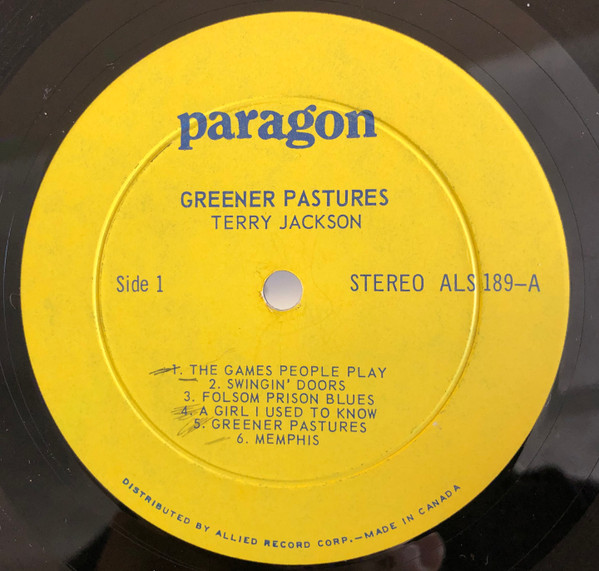 paragon
GREENER PASTURES
TERRY JACKSON
Side 1
STEREO ALS 189-A
1. THE GAMES PEOPLE PLAY
2. SWINGIN' DOORS
3. FOLSOM PRISON BLUES
4. A GIRL I USED TO KNOW
5. GREENER PASTURES
6. MEMPHIS
DISTRIBUTED BY ALLIED RECORD CORP.—MADE IN CANADA